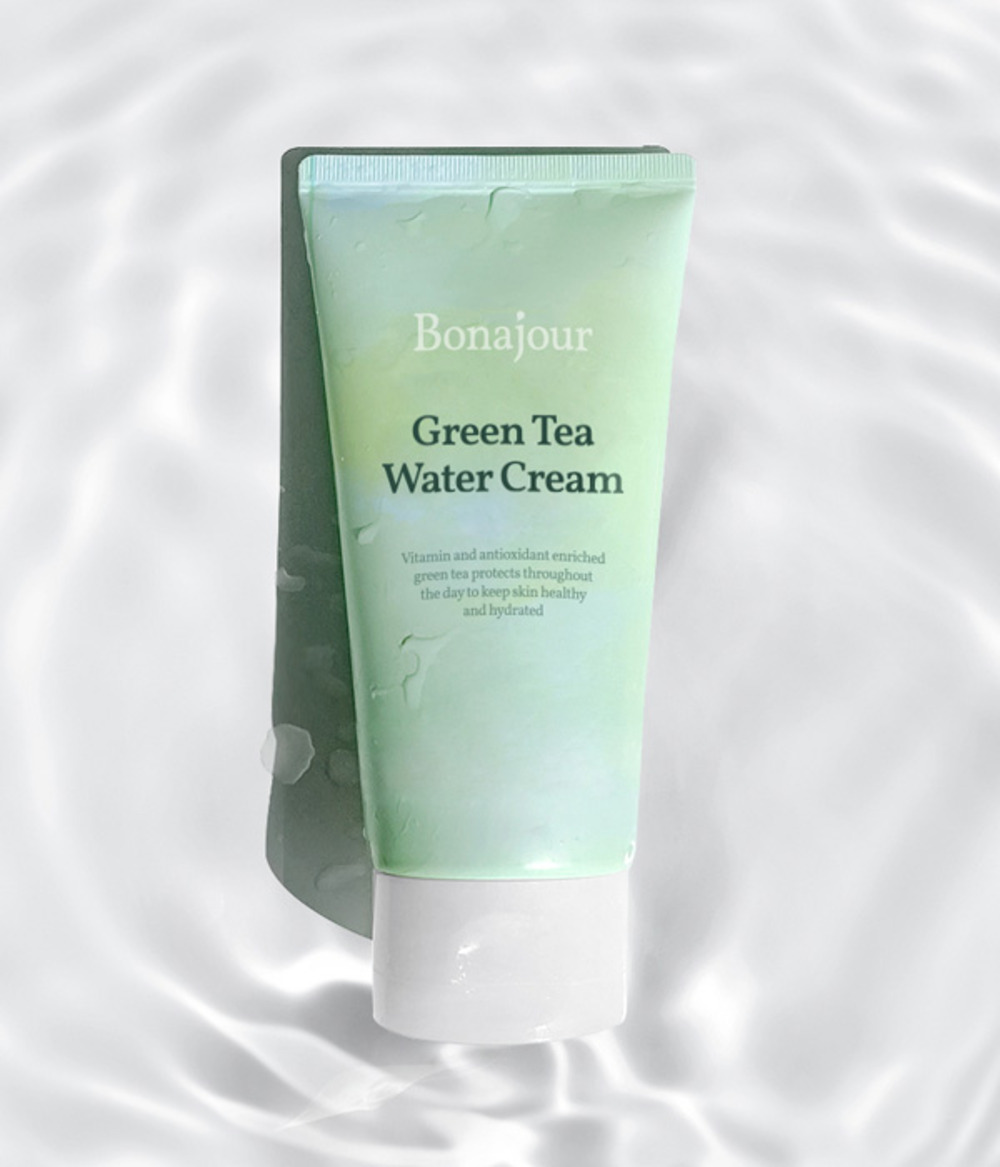 Bonajour
Green Tea
Water Cream
Vitamin and antioxidant enriched
green tea protects throughout
the day to keep skin healthy
and hydrated